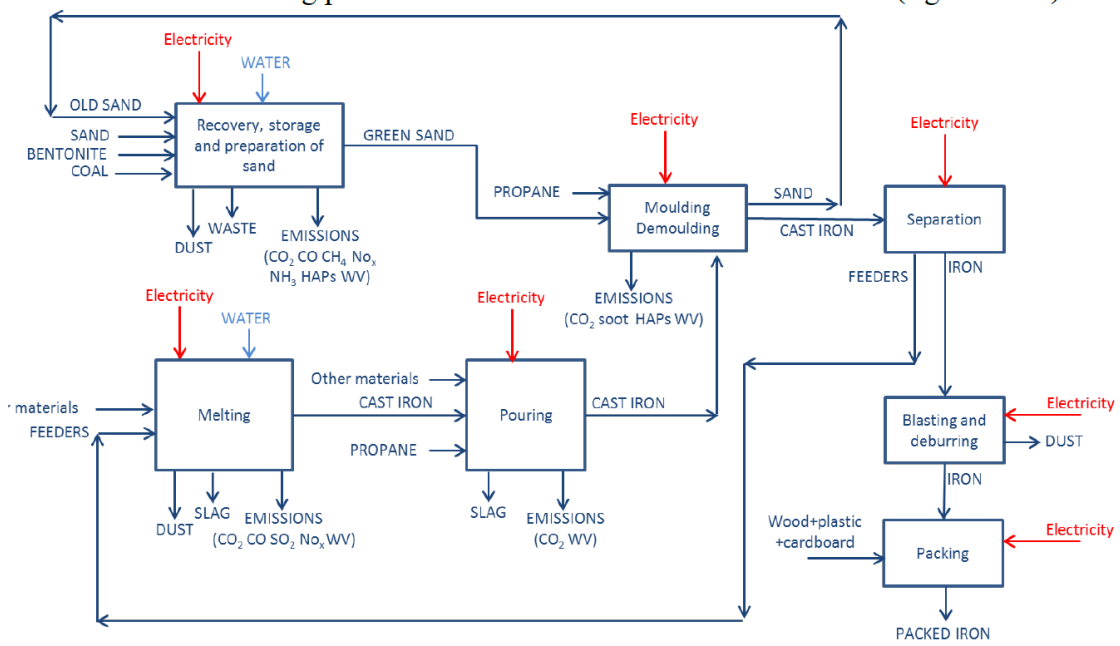 Electricity
WATER
OLD SAND
SAND
BENTONITE
COAL
Recovery, storage
and preparation of
sand
GREEN SAND
DUST
WASTE
EMISSIONS
(CO₂ CO CH₄ Noₓ
NH₃ HAPs WV)
Electricity
PROPANE
Moulding
Demoulding
SAND
CAST IRON
EMISSIONS
(CO₂ soot HAPs WV)
Electricity
Separation
FEEDERS
IRON
Electricity
WATER
r materials
FEEDERS
Melting
CAST IRON
DUST
SLAG
EMISSIONS
(CO₂ CO SO₂ Noₓ WV)
Electricity
Other materials
PROPANE
Pouring
CAST IRON
SLAG
EMISSIONS
(CO₂ WV)
Blasting and
deburring
Electricity
DUST
IRON
Wood+plastic
+cardboard
Packing
Electricity
PACKED IRON